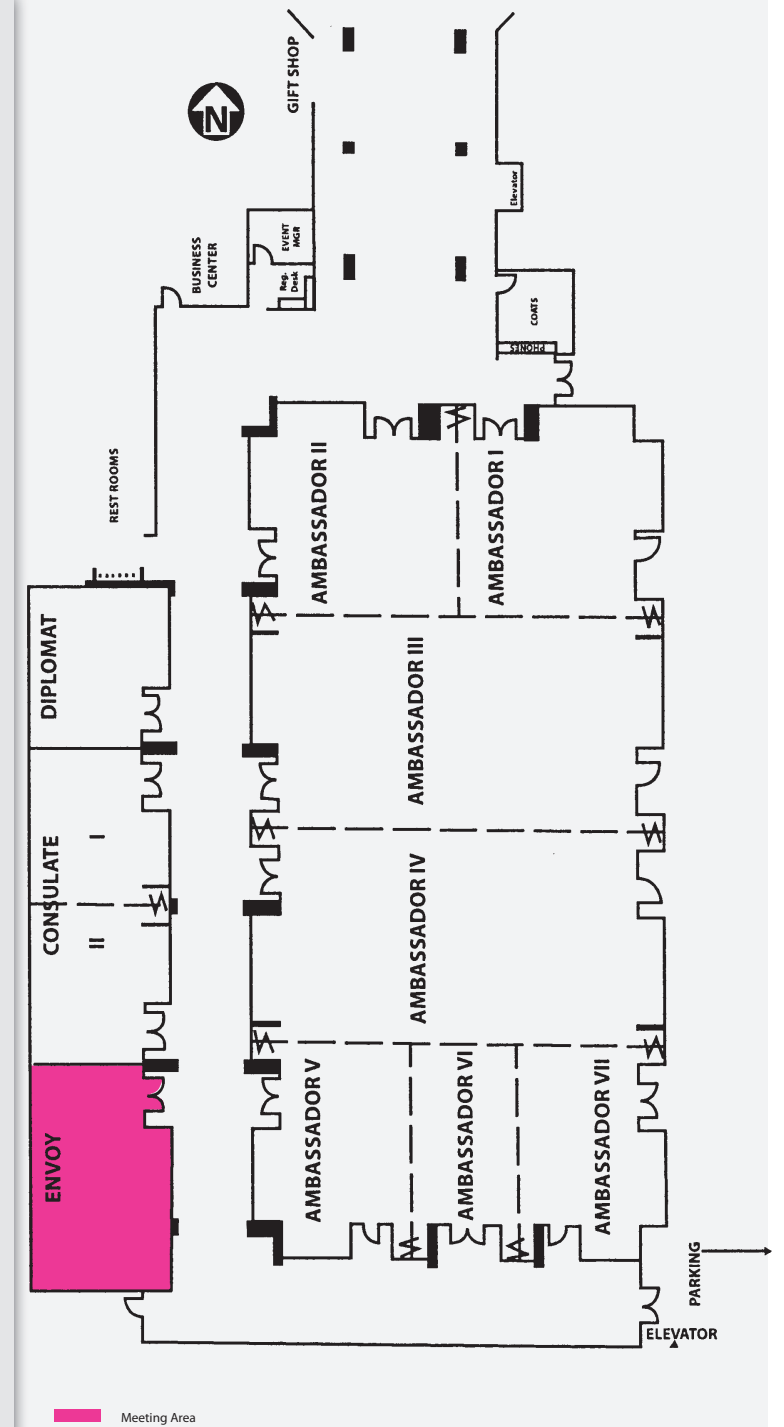 GIFT SHOP
N
Elevator
EVENT
MGR
BUSINESS
CENTER
Reg.
Desk
COATS
PHONES
REST ROOMS
AMBASSADOR II
AMBASSADOR I
DIPLOMAT
AMBASSADOR III
I
CONSULATE
II
AMBASSADOR IV
ENVOY
AMBASSADOR V
AMBASSADOR VI
AMBASSADOR VII
PARKING
ELEVATOR
Meeting Area